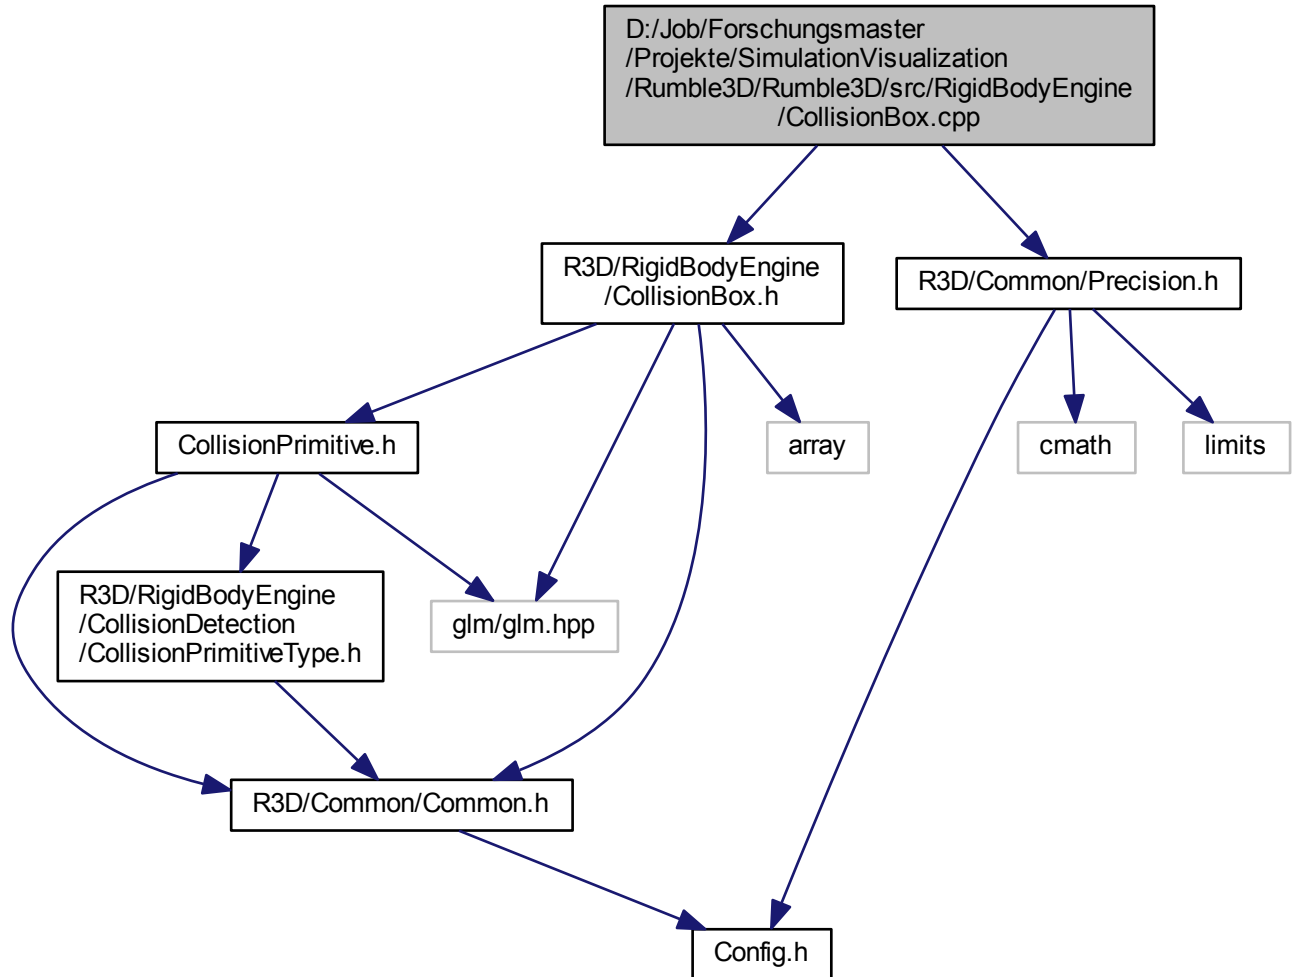 D:/Job/Forschungsmaster
/Projekte/SimulationVisualization
/Rumble3D/Rumble3D/src/RigidBodyEngine
/CollisionBox.cpp
R3D/RigidBodyEngine
/CollisionBox.h
R3D/Common/Precision.h
CollisionPrimitive.h
array
cmath
limits
R3D/RigidBodyEngine
/CollisionDetection
/CollisionPrimitiveType.h
glm/glm.hpp
R3D/Common/Common.h
Config.h